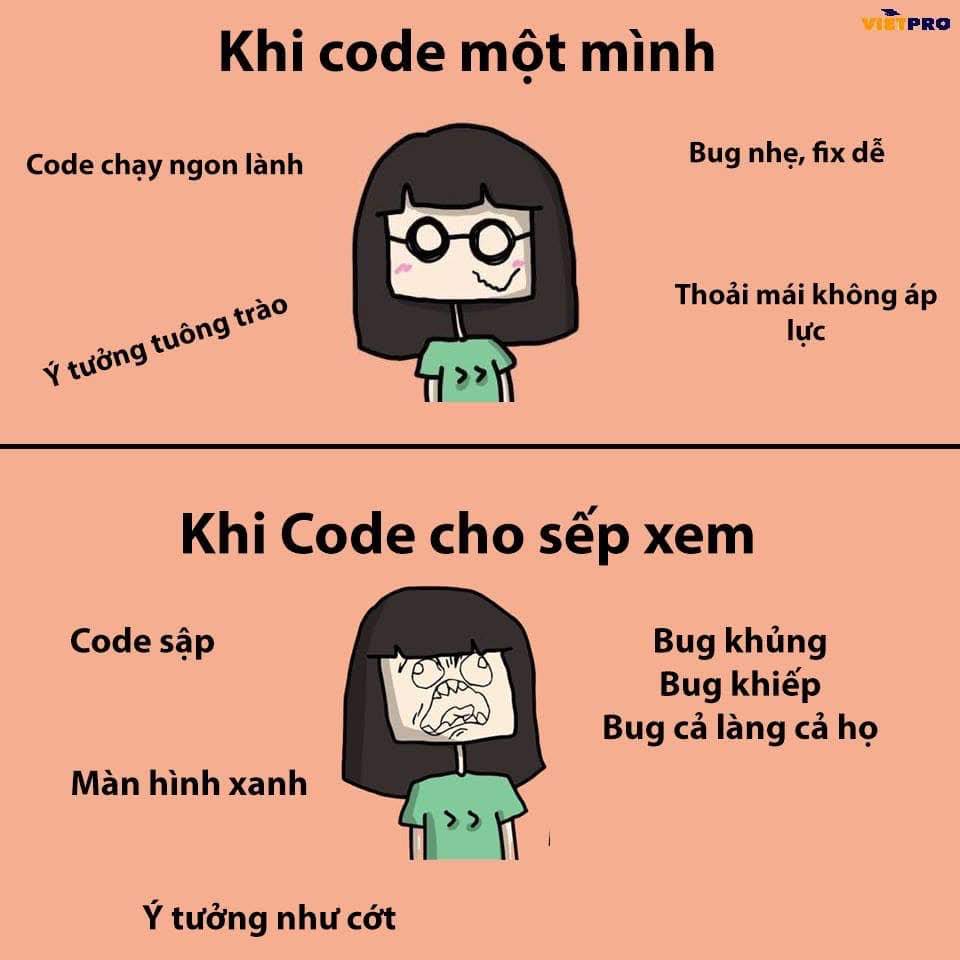 VIETPRO
Khi code một mình
Code chạy ngon lành
Bug nhẹ, fix dễ
Ý tưởng tuông trào
Thoải mái không áp
lực
Khi Code cho sếp xem
Code sập
Bug khủng
Bug khiếp
Bug cả làng cả họ
Màn hình xanh
Ý tưởng như cớt